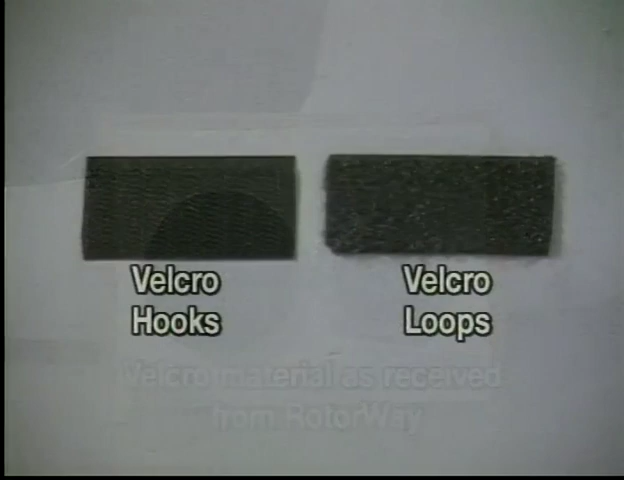 Velcro Velcro
Hooks Loops
Velcro material as received
from RotorWay